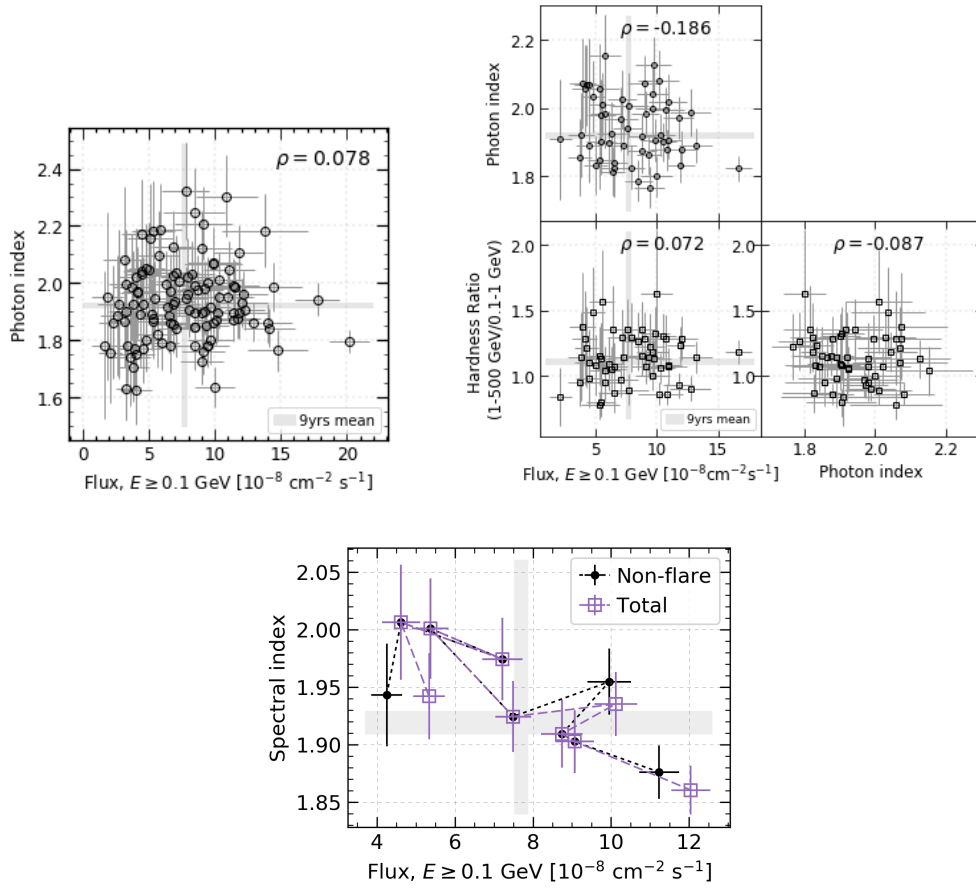 ρ = 0.078
Photon index
2.4
2.2
2.0
1.8
1.6
9yrs mean
0 5 10 15 20
Flux, E ≥ 0.1 GeV [10⁻⁸ cm⁻² s⁻¹]
ρ = -0.186
Photon index
2.2
2.0
1.8
ρ = 0.072
Hardness Ratio
(1-500 GeV/0.1-1 GeV)
2.0
1.5
1.0
9yrs mean
5 10 15
Flux, E ≥ 0.1 GeV [10⁻⁸cm⁻²s⁻¹]
ρ = -0.087
2.0
1.5
1.0
1.8 2.0 2.2
Photon index
Non-flare
Total
Spectral index
2.05
2.00
1.95
1.90
1.85
4 6 8 10 12
Flux, E ≥ 0.1 GeV [10⁻⁸ cm⁻² s⁻¹]